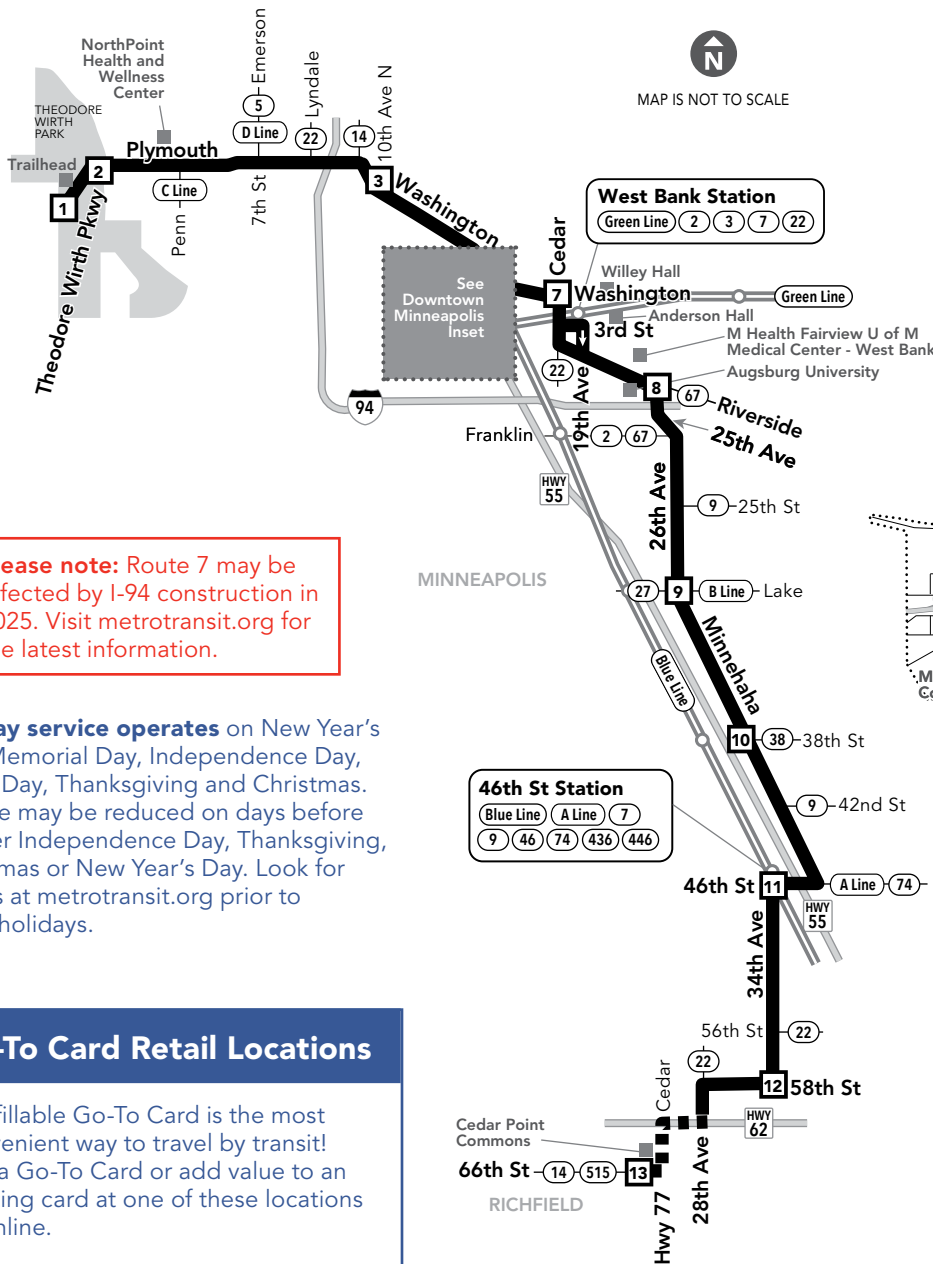 NorthPoint
Health and
Wellness
Center
THEODORE
WIRTH
PARK
Trailhead
1
2
Plymouth
Theodore Wirth Pkwy
C Line
Penn
5
D Line
Emerson
7th St
22
Lyndale
14
10th Ave N
3
Washington
N
MAP IS NOT TO SCALE
See
Downtown
Minneapolis
Inset
West Bank Station
Green Line 2 3 7 22
Cedar
7
Washington
Willey Hall
Green Line
Anderson Hall
3rd St
M Health Fairview U of M
Medical Center - West Bank
Augsburg University
22
19th Ave
8
67
Riverside
25th Ave
94
Franklin
2 67
HWY
55
26th Ave
9 25th St
MINNEAPOLIS
27
9
B Line Lake
Minnehaha
Blue Line
10
38 38th St
9 42nd St
46th St Station
Blue Line A Line 7
9 46 74 436 446
46th St
11
A Line 74
HWY
55
34th Ave
56th St 22
22
12
58th St
Cedar
HWY
62
Cedar Point
Commons
66th St 14 515 13
RICHFIELD
Hwy 77
28th Ave
ease note: Route 7 may be
fected by I-94 construction in
025. Visit metrotransit.org for
e latest information.
ay service operates on New Year's
Memorial Day, Independence Day,
Day, Thanksgiving and Christmas.
e may be reduced on days before
er Independence Day, Thanksgiving,
mas or New Year's Day. Look for
s at metrotransit.org prior to
holidays.
-To Card Retail Locations
fillable Go-To Card is the most
enient way to travel by transit!
a Go-To Card or add value to an
ing card at one of these locations
nline.